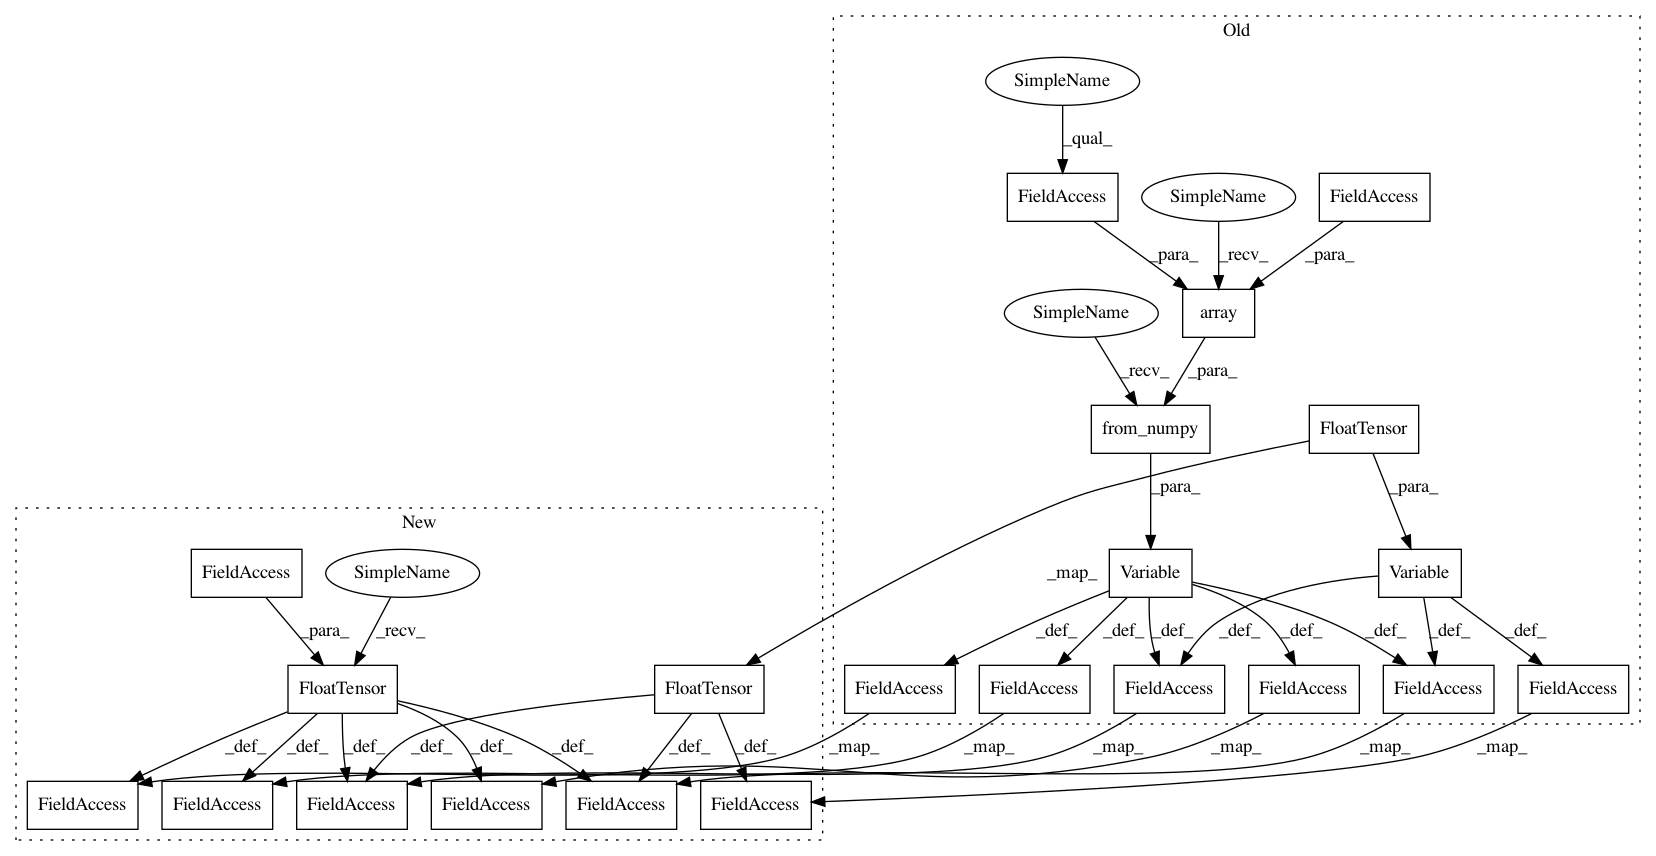 Old
SimpleName
_qual_
FieldAccess
SimpleName
FieldAccess
_para_
_recv_
_para_
SimpleName
array
_recv_
_para_
from_numpy
FloatTensor
_para_
_para_
New
FieldAccess
SimpleName
_map_
Variable
Variable
_para_
_recv_
_def_
_def_
_def_
_def_
_def_
_def_
_def_
_def_
FloatTensor
FloatTensor
FieldAccess
FieldAccess
FieldAccess
FieldAccess
FieldAccess
FieldAccess
_def_
_def_
_def_
_def_
_def_
_def_
_def_
_def_
_map_
_map_
_map_
_map_
_map_
_map_
FieldAccess
FieldAccess
FieldAccess
FieldAccess
FieldAccess
FieldAccess